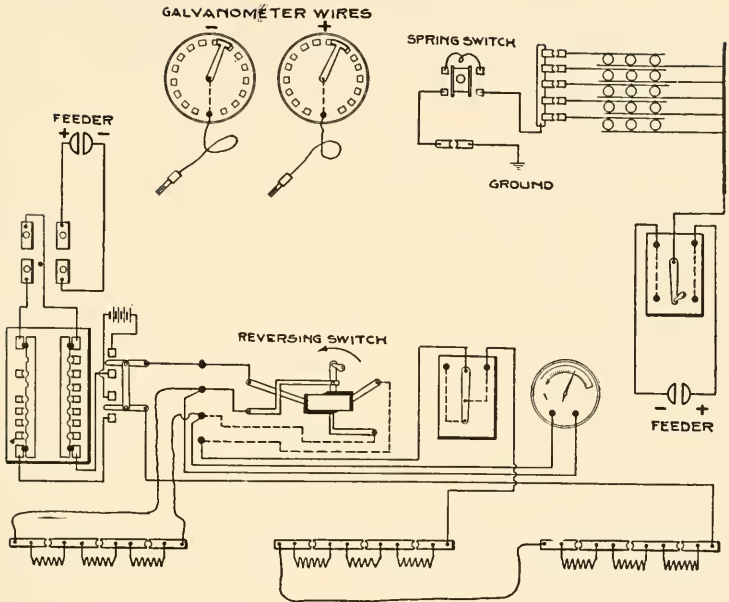 GALVANOMETER WIRES
- +
SPRING SWITCH
FEEDER
+ -
GROUND
REVERSING SWITCH
- +
FEEDER